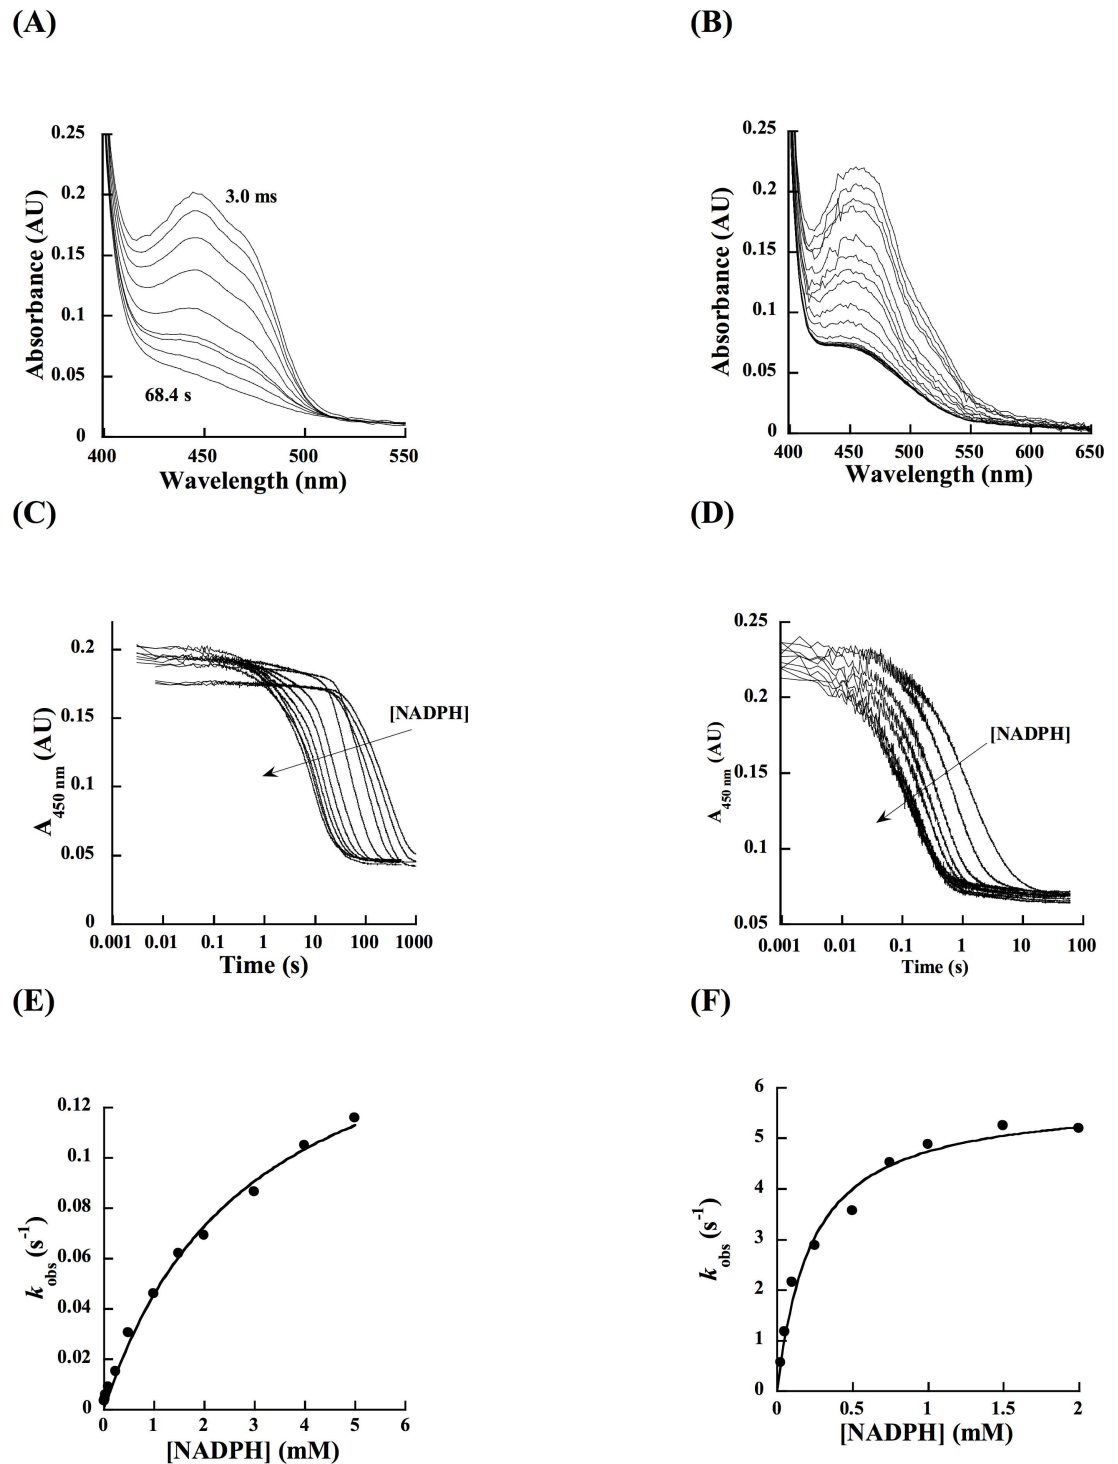 (A)
(B)
0.25
0.2
0.15
0.1
0.05
0
Absorbance (AU)
3.0 ms
68.4 s
400 450 500 550
Wavelength (nm)
0.25
0.2
0.15
0.1
0.05
0
Absorbance (AU)
400 450 500 550 600 650
Wavelength (nm)
(C)
(D)
0.2
0.15
0.1
0.05
0
A450 nm (AU)
[NADPH]
0.001 0.01 0.1 1 10 100 1000
Time (s)
0.25
0.2
0.15
0.1
0.05
A450 nm (AU)
[NADPH]
0.001 0.01 0.1 1 10 100
Time (s)
(E)
(F)
0.12
0.1
0.08
0.06
0.04
0.02
0
kobs (s-1)
0 1 2 3 4 5 6
[NADPH] (mM)
6
5
4
3
2
1
0
kobs (s-1)
0 0.5 1 1.5 2
[NADPH] (mM)